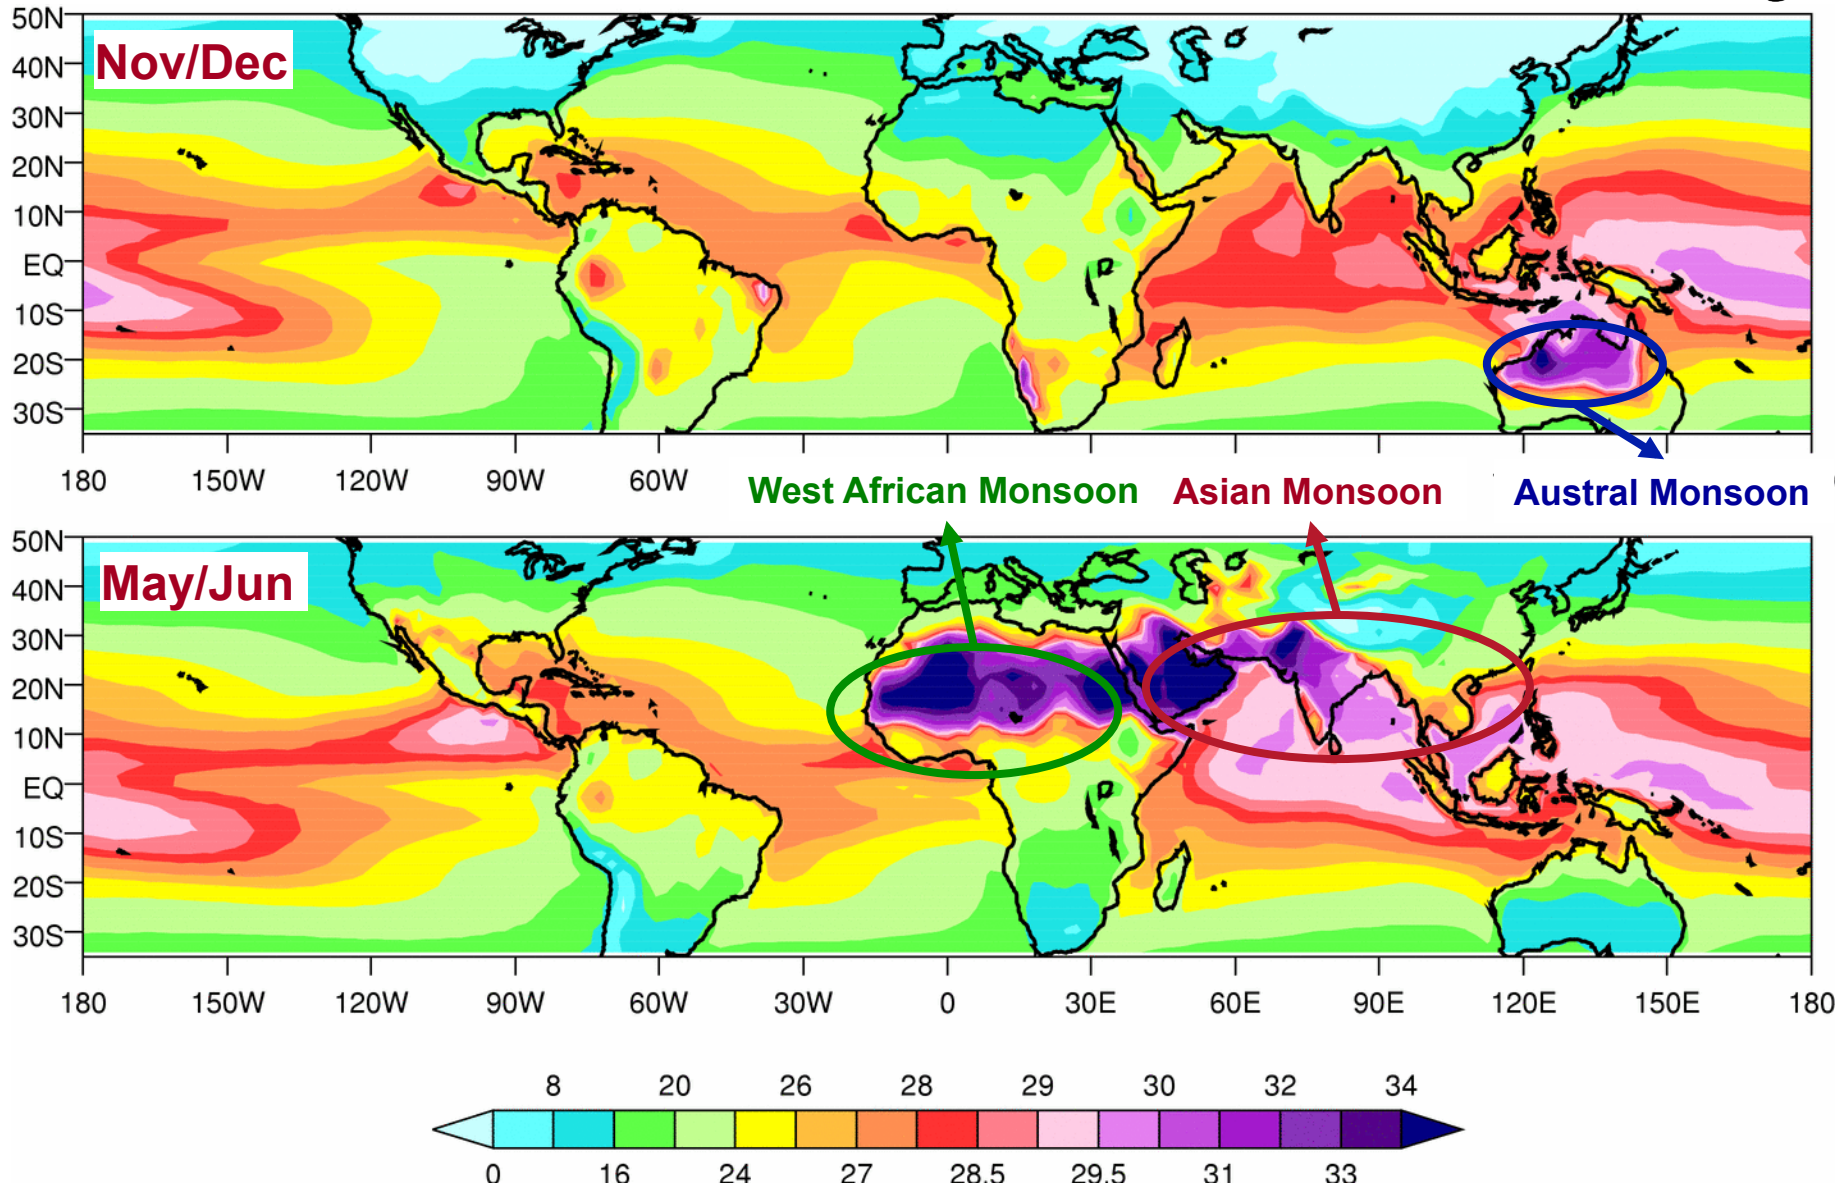 50N
Nov/Dec
40N
30N
20N
10N
EQ
10S
20S
30S
180 150W 120W 90W 60W
West African Monsoon Asian Monsoon Austral Monsoon
50N
May/Jun
40N
30N
20N
10N
EQ
10S
20S
30S
180 150W 120W 90W 60W 30W 0 30E 60E 90E 120E 150E 180
8 20 26 28 29 30 32 34
0 16 24 27 28.5 29.5 31 33